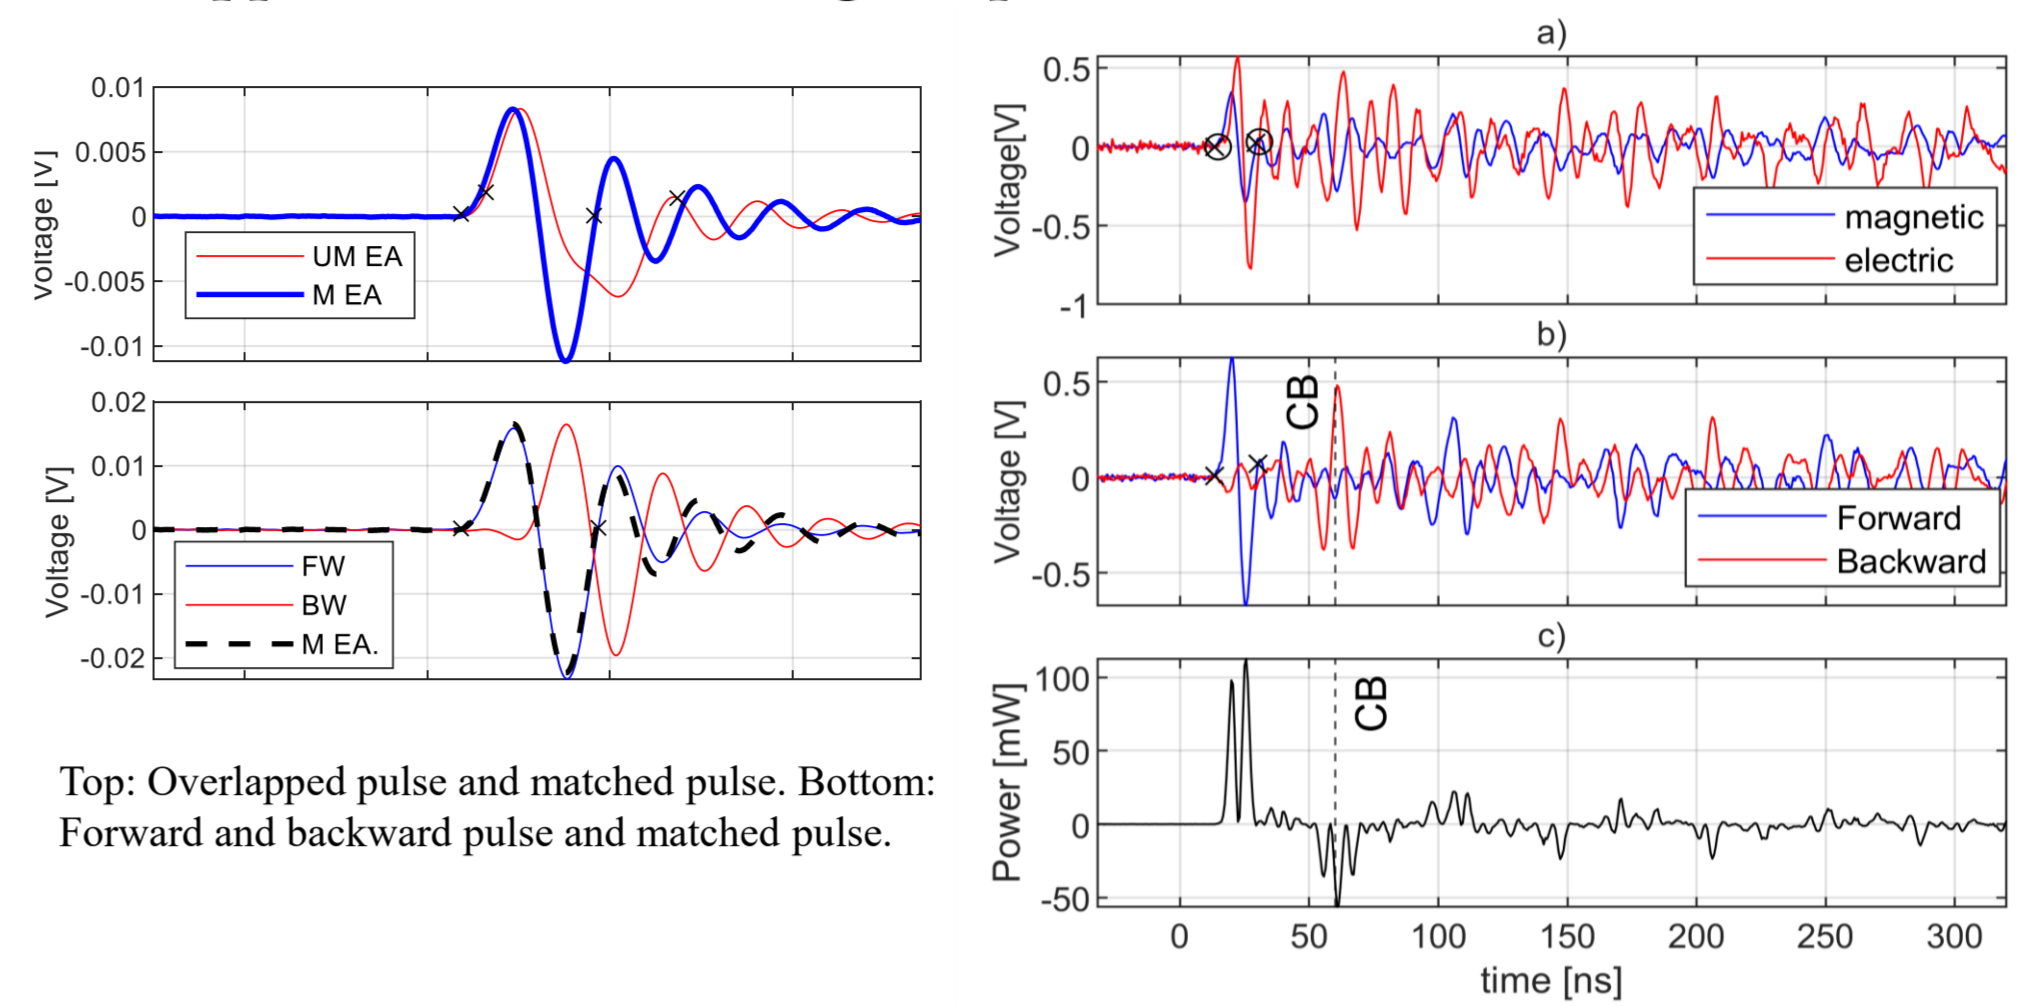 0.01
0.005
0
-0.005
-0.01
voltage [V]
UM EA
M EA
0.02
0.01
0
-0.01
-0.02
Voltage [V]
FW
BW
M EA.
Top: Overlapped pulse and matched pulse. Bottom:
Forward and backward pulse and matched pulse.
a)
0.5
0
-0.5
-1
Voltage[V]
magnetic
electric
b)
0.5
0
-0.5
Voltage [V]
CB
Forward
Backward
c)
100
50
0
-50
Power [mW]
CB
0 50 100 150 200 250 300
time [ns]